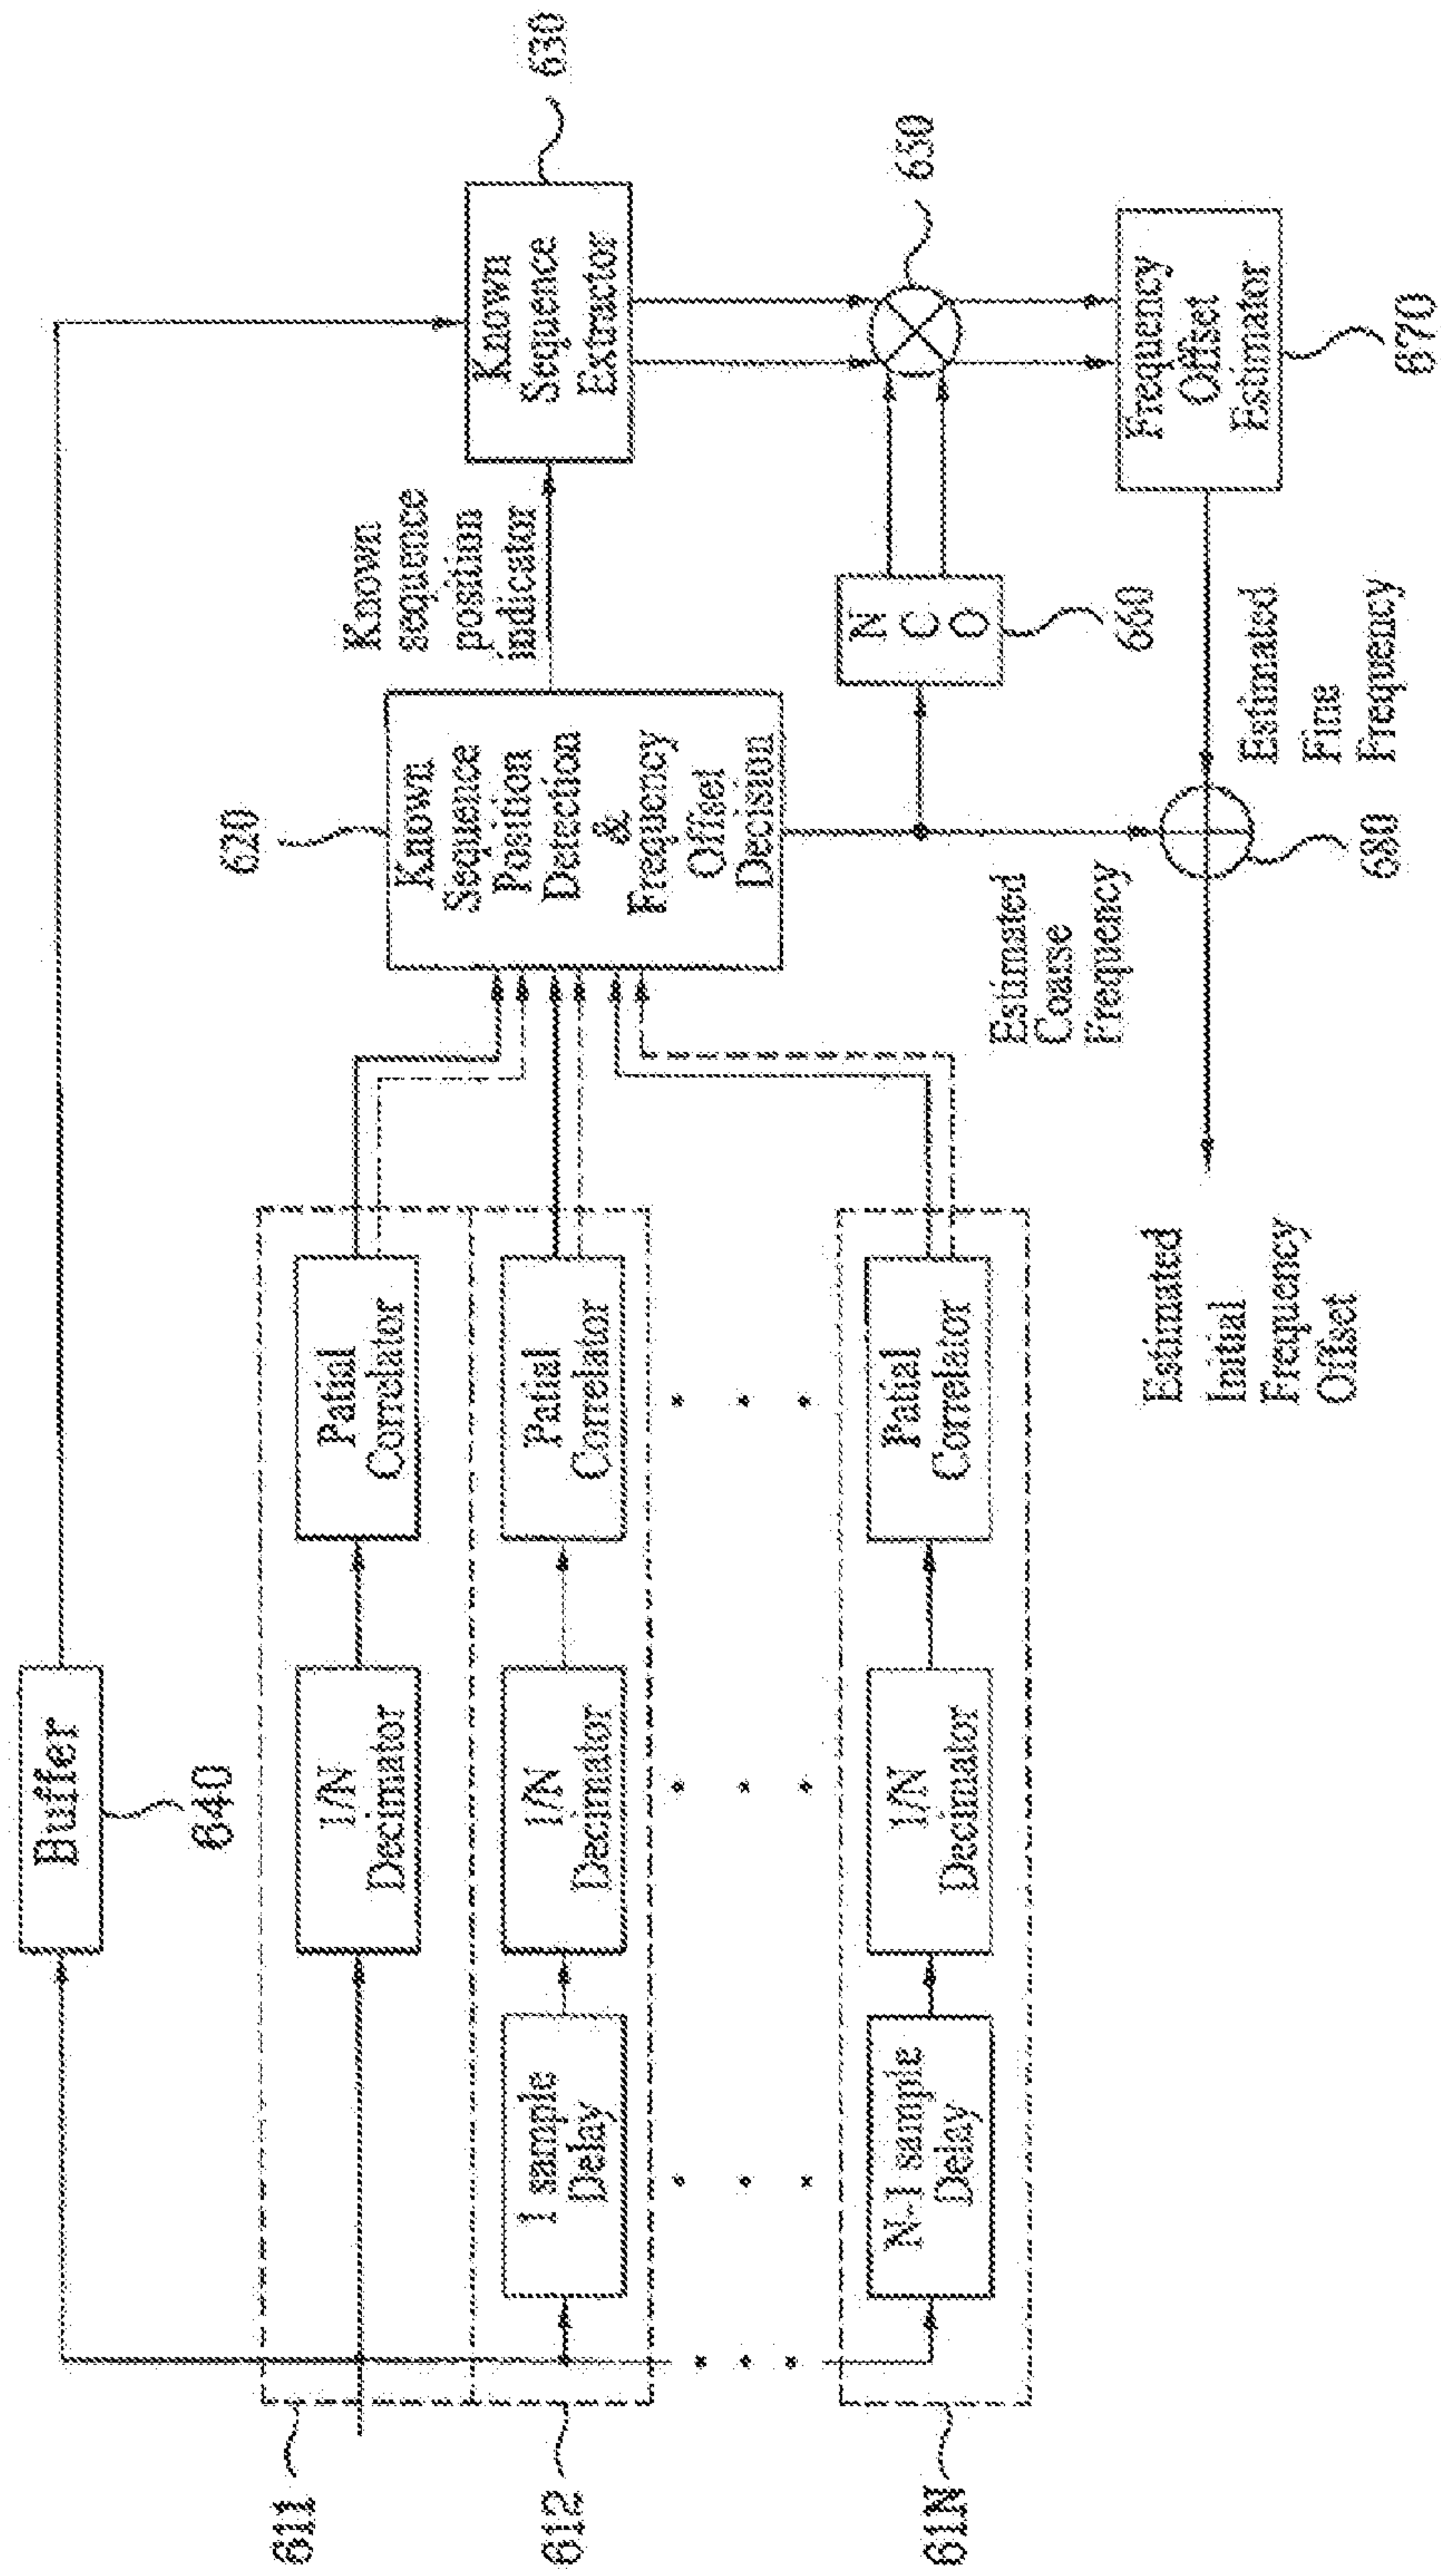 Buffer
640
611
1/N
Decimator
Patial
Correlator
612
1 sample
Delay
1/N
Decimator
Patial
Correlator
61N
N-1 sample
Delay
1/N
Decimator
Patial
Correlator
620
Known
Sequence
Position
Detection
&
Frequency
Offset
Decision
Known
sequence
position
indicator
Known
Sequence
Extractor
630
650
N
C
O
660
Frequency
Offset
Estimator
670
Estimated
Coarse
Frequency
Estimated
Fine
Frequency
680
Estimated
Initial
Frequency
Offset